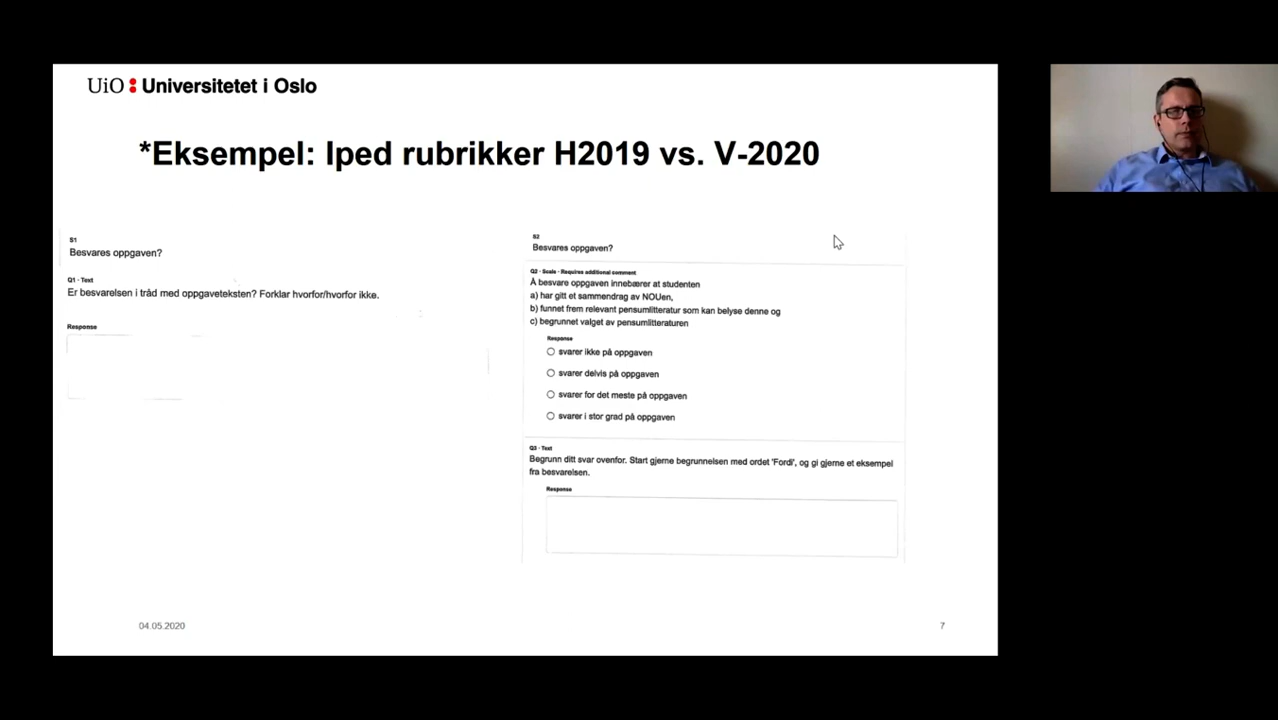 UiO : Universitetet i Oslo
*Eksempel: Iped rubrikker H2019 vs. V-2020
S1
Besvares oppgaven?
Q1 - Text
Er besvarelsen i tråd med oppgaveteksten? Forklar hvorfor/hvorfor ikke.
Response
S2
Besvares oppgaven?
Q2 - Scale - Requires additional comment
Å besvare oppgaven innebærer at studenten
a) har gitt et sammendrag av NOUen,
b) funnet frem relevant pensumlitteratur som kan belyse denne og
c) begrunnet valget av pensumlitteraturen
Response
svarer ikke på oppgaven
svarer delvis på oppgaven
svarer for det meste på oppgaven
svarer i stor grad på oppgaven
Q3 - Text
Begrunn ditt svar ovenfor. Start gjerne begrunnelsen med ordet 'Fordi', og gi gjerne et eksempel
fra besvarelsen.
Response
04.05.2020
7